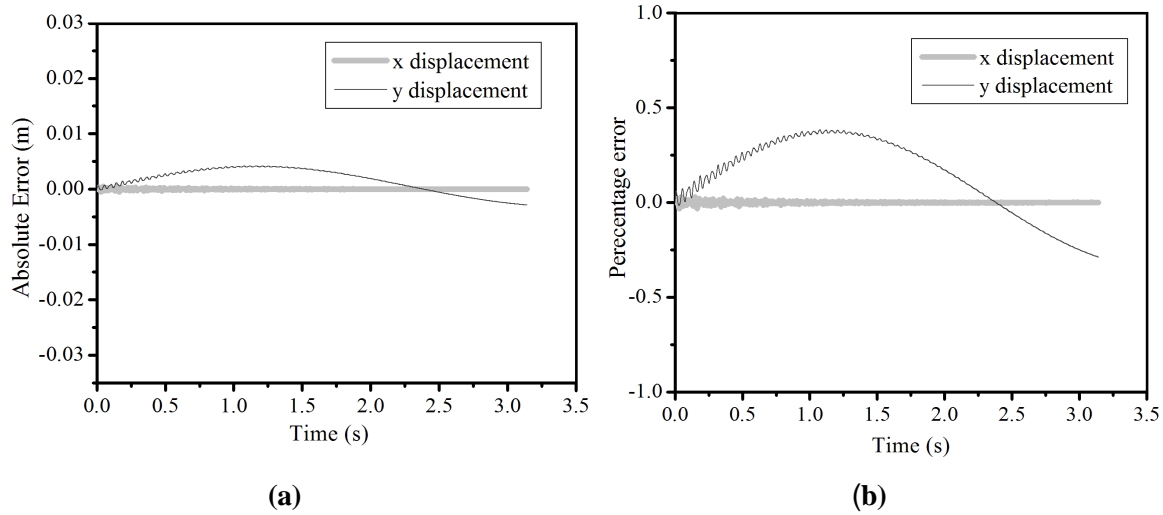 0.03
0.02
0.01
0.00
-0.01
-0.02
-0.03
Absolute Error (m)
x displacement
y displacement
0.0 0.5 1.0 1.5 2.0 2.5 3.0 3.5
Time (s)
(a)
1.0
0.5
0.0
-0.5
-1.0
Perecentage error
x displacement
y displacement
0.0 0.5 1.0 1.5 2.0 2.5 3.0 3.5
Time (s)
(b)